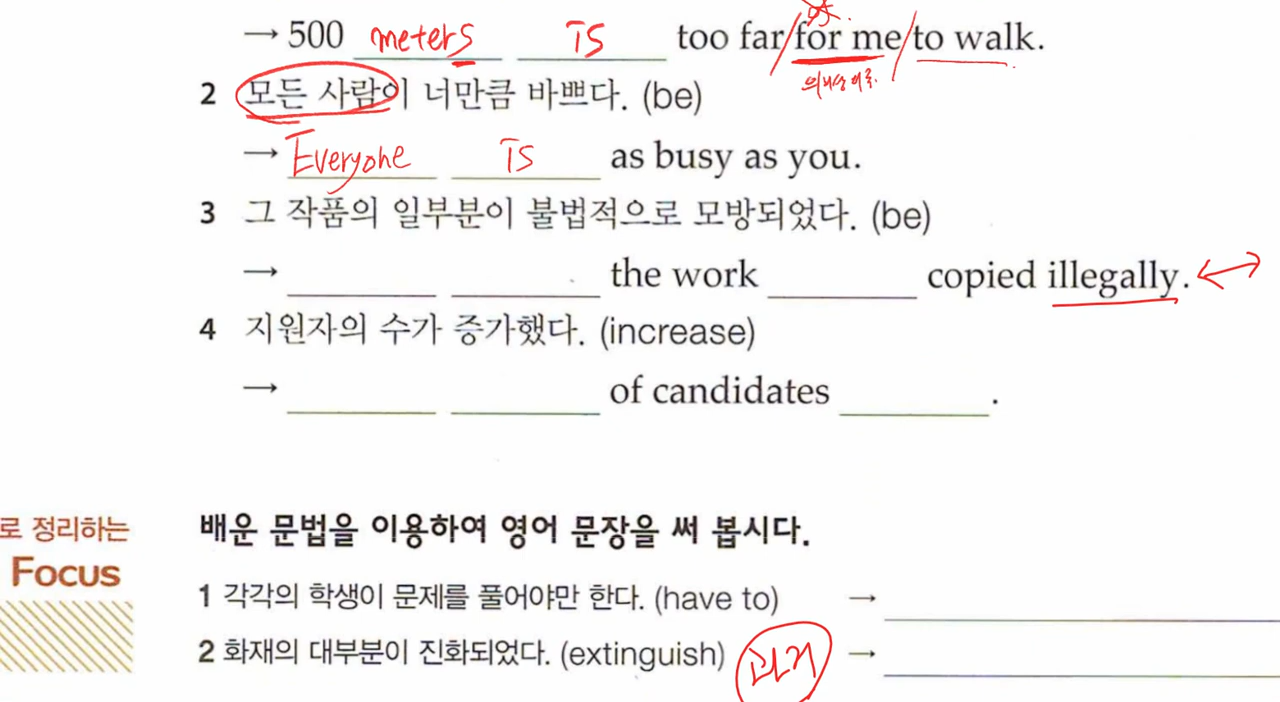 → 500 meters is too far/for me/to walk.
의미상 주어
2 모든 사람이 너만큼 바쁘다. (be)
→ Everyone is as busy as you.
3 그 작품의 일부분이 불법적으로 모방되었다. (be)
→ the work copied illegally.
4 지원자의 수가 증가했다. (increase)
→ of candidates .
로 정리하는
Focus
배운 문법을 이용하여 영어 문장을 써 봅시다.
1 각각의 학생이 문제를 풀어야만 한다. (have to) →
2 화재의 대부분이 진화되었다. (extinguish) 과거 →